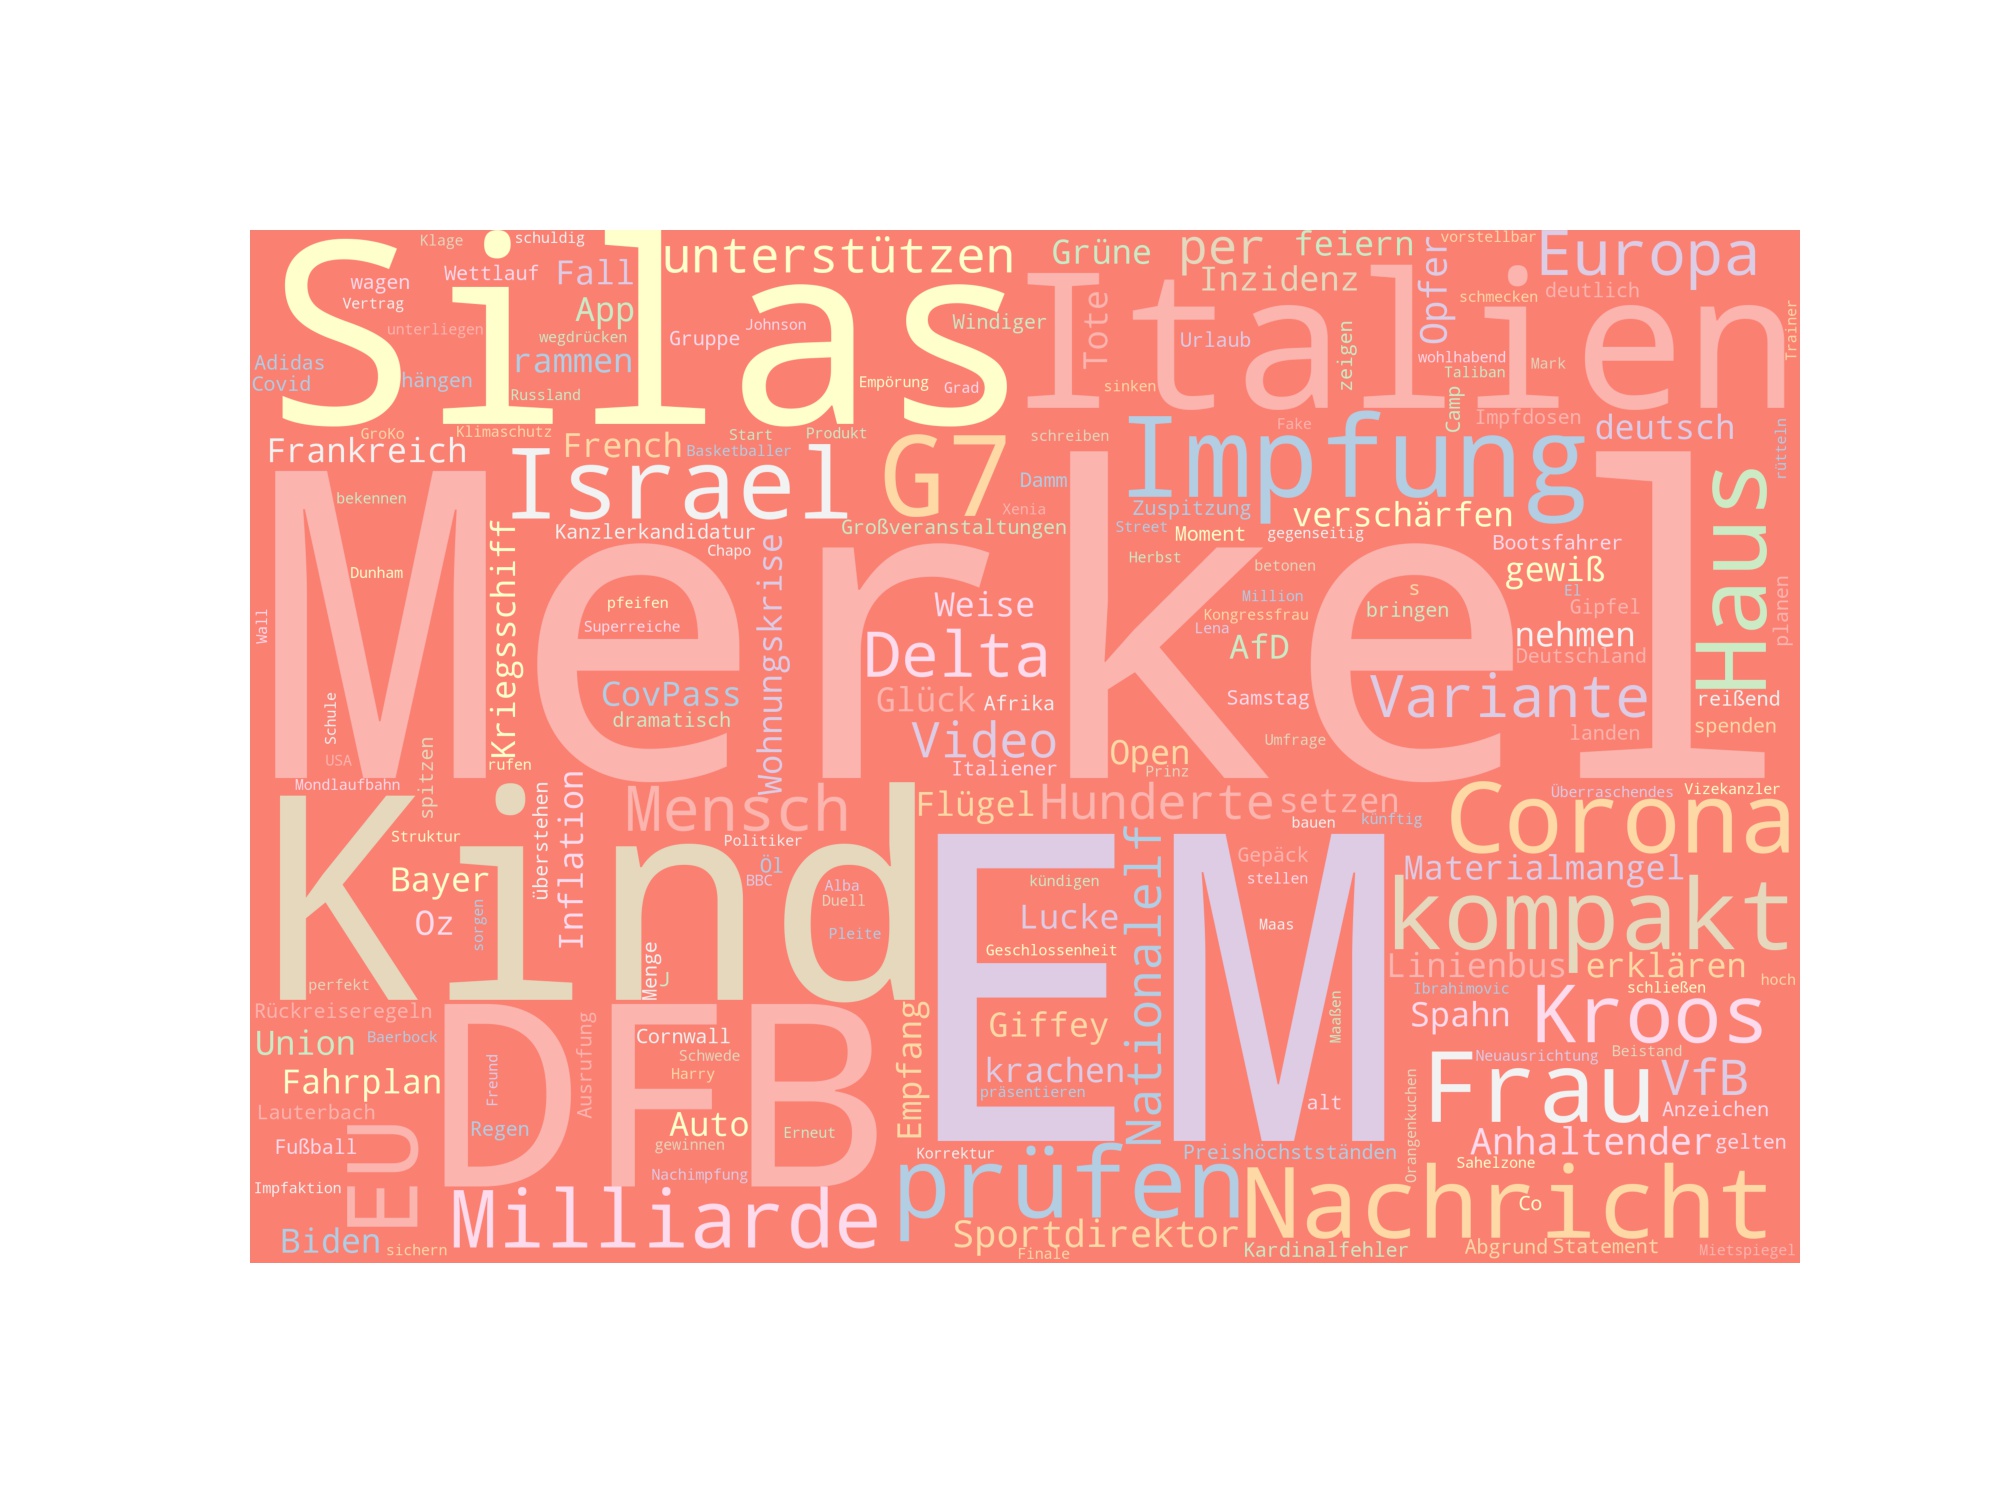 Silas
Klage
schuldig
unterstützen
Grüne
per
feiern
vorstellbar
Europa
wagen
Wettlauf
Fall
Inzidenz
Opfer
schmecken
deutlich
Vertrag
App
Johnson
Windiger
Tote
Italien
Trainer
unterliegen
wegdrücken
Gruppe
Urlaub
zeigen
wohlhabend
Mark
Adidas
rammen
Taliban
Covid
hängen
Empörung
Grad
sinken
Russland
Camp
Impfdosen
GroKo
Klimaschutz
Start
Produkt
schreiben
Fake
deutsch
Frankreich
French
Basketballer
G7
Impfung
rütteln
Israel
Damm
Haus
bekennen
Xenia
Zuspitzung
verschärfen
Kriegsschiff
Kanzlerkandidatur
Großveranstaltungen
Street
Moment
gegenseitig
Bootsfahrer
Chapo
Herbst
betonen
gewiß
Merkel
Dunham
Wohnungskrise
pfeifen
Weise
Million
s
El
Gipfel
planen
Wall
Superreiche
Kongressfrau
bringen
Lena
nehmen
Delta
AfD
Deutschland
CovPass
Glück
Afrika
Samstag
Variante
reißend
Schule
dramatisch
spenden
Video
Umfrage
landen
USA
spitzen
rufen
Italiener
Open
Prinz
Mondlaufbahn
überstehen
Inflation
Mensch
Flügel
Hunderte
setzen
Überraschendes
Vizekanzler
Corona
Kind
Struktur
Politiker
bauen
künftig
Bayer
Öl
BBC
EM
Nationalelf
Gepäck
Materialmangel
Alba
kündigen
stellen
Oz
sorgen
Duell
Lucke
kompakt
Pleite
Maas
Geschlossenheit
Menge
J
Linienbus
erklären
perfekt
Ibrahimovic
schließen
hoch
Rückreiseregeln
DFB
Empfang
Giffey
Maaßen
Spahn
Kroos
Union
Baerbock
Ausrufung
Cornwall
Schwede
Neuausrichtung
Beistand
Fahrplan
Freund
Harry
krachen
Orangenkuchen
Frau
VfB
Lauterbach
präsentieren
alt
Anzeichen
Regen
Auto
Erneut
Fußball
EU
gewinnen
Korrektur
Preishöchstständen
Anhaltender
gelten
Nachimpfung
prüfen
Sahelzone
Impfaktion
Milliarde
Nachricht
Co
Biden
sichern
Sportdirektor
Finale
Kardinalfehler
Abgrund
Statement
Mietspiegel